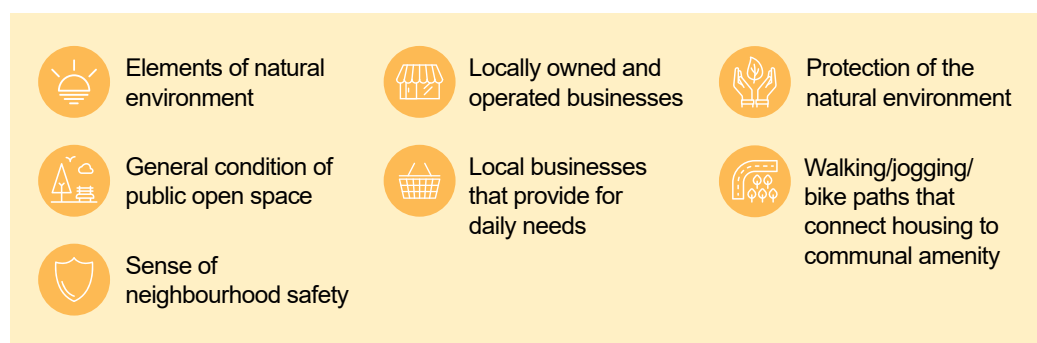 Elements of natural
environment
Locally owned and
operated businesses
Protection of the
natural environment
General condition of
public open space
Local businesses
that provide for
daily needs
Walking/jogging/
bike paths that
connect housing to
communal amenity
Sense of
neighbourhood safety